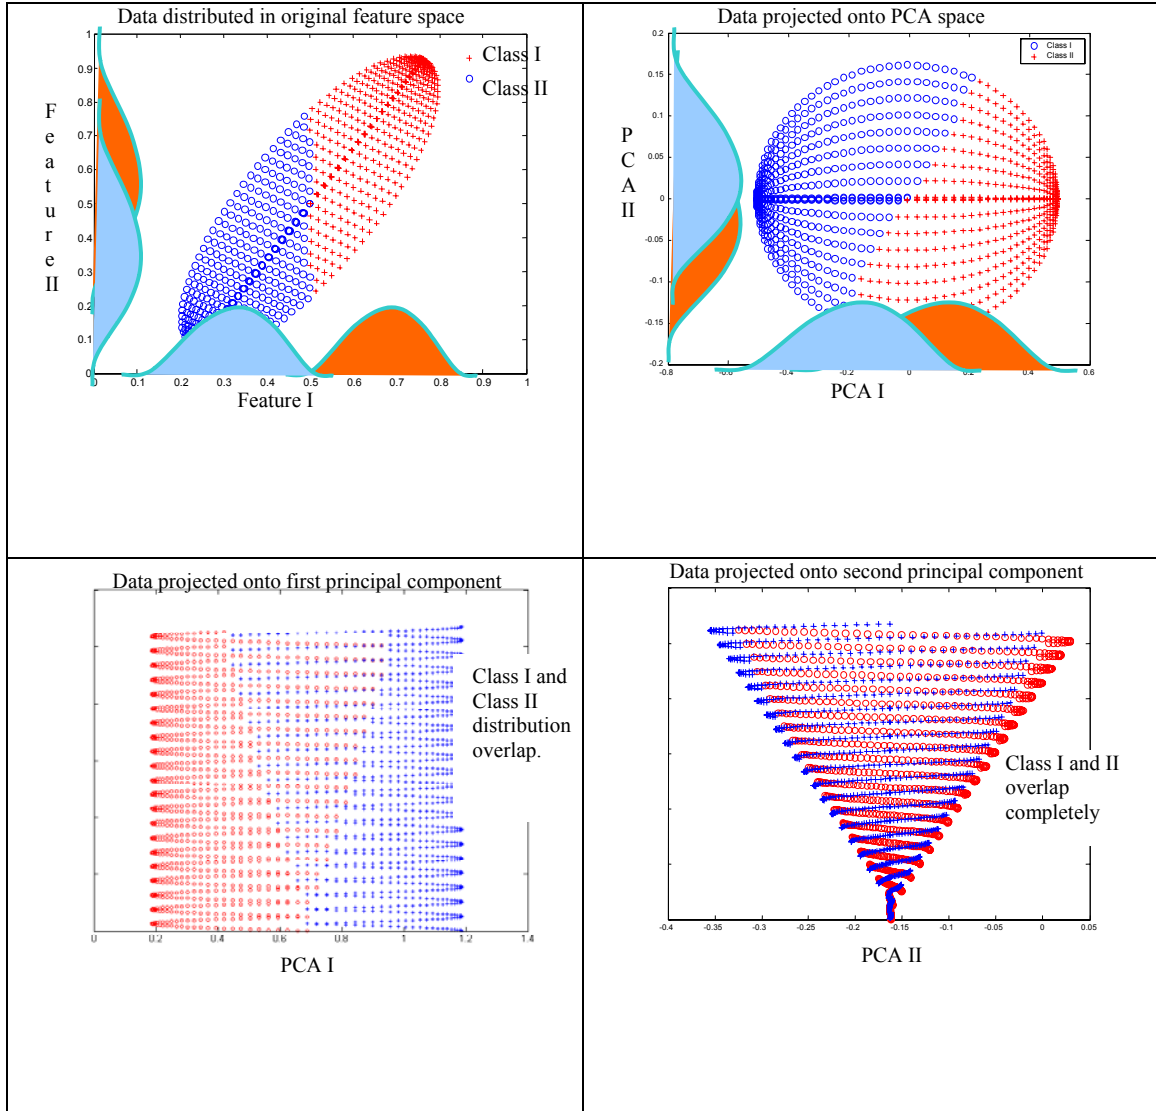 Data distributed in original feature space
1
0.9
0.8
0.7
0.6
0.5
0.4
0.3
0.2
0.1
0
0.0
0.1
0.2
0.3
0.4
0.5
0.6
0.7
0.8
0.9
1
F
e
a
t
u
r
e
II
Class I
Class II
Feature I
Data projected onto PCA space
0.2
0.15
0.1
0.05
0
-0.05
-0.1
-0.15
-0.2
-0.8
-0.6
-0.4
-0.2
0
0.2
0.4
0.6
P
C
A
II
Class I
Class II
PCA I
Data projected onto first principal component
Class I and
Class II
distribution
overlap.
0
0.2
0.4
0.6
0.8
1
1.2
1.4
PCA I
Data projected onto second principal component
Class I and II
overlap
completely
-0.4
-0.35
-0.3
-0.25
-0.2
-0.15
-0.1
-0.05
0
0.05
PCA II